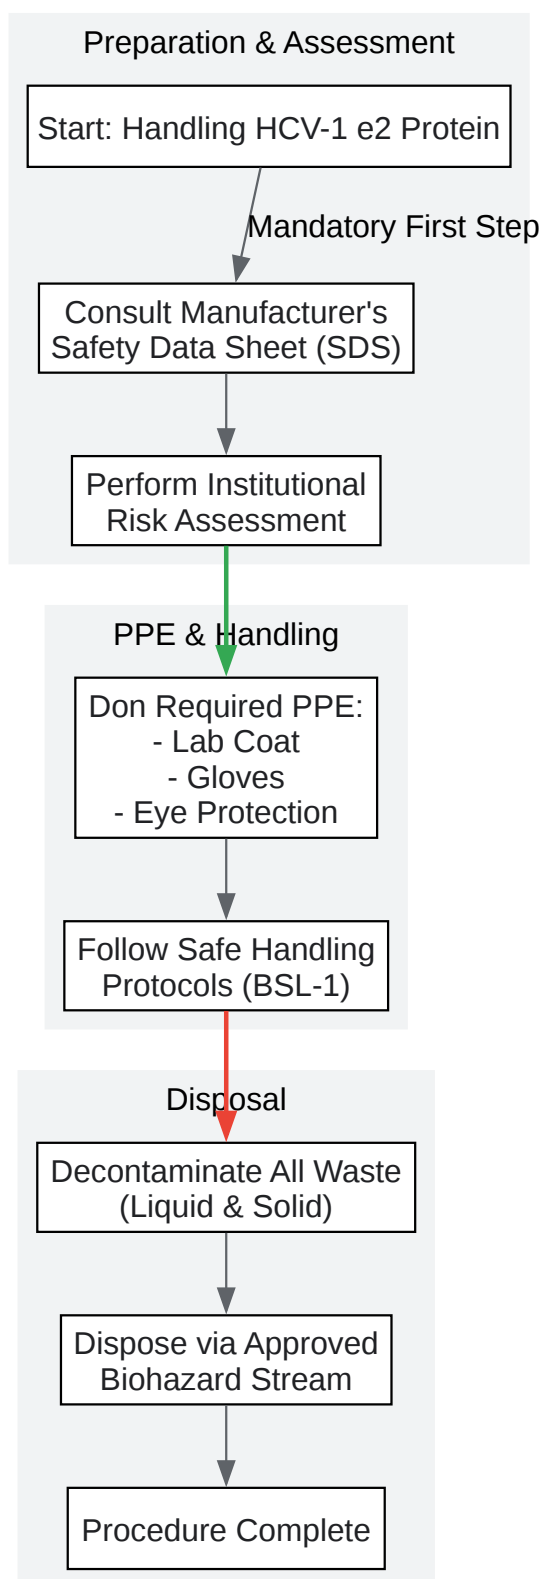 Preparation & Assessment
Start: Handling HCV-1 e2 Protein
Mandatory First Step
Consult Manufacturer's
Safety Data Sheet (SDS)
Perform Institutional
Risk Assessment
PPE & Handling
Don Required PPE:
- Lab Coat
- Gloves
- Eye Protection
Follow Safe Handling
Protocols (BSL-1)
Disposal
Decontaminate All Waste
(Liquid & Solid)
Dispose via Approved
Biohazard Stream
Procedure Complete